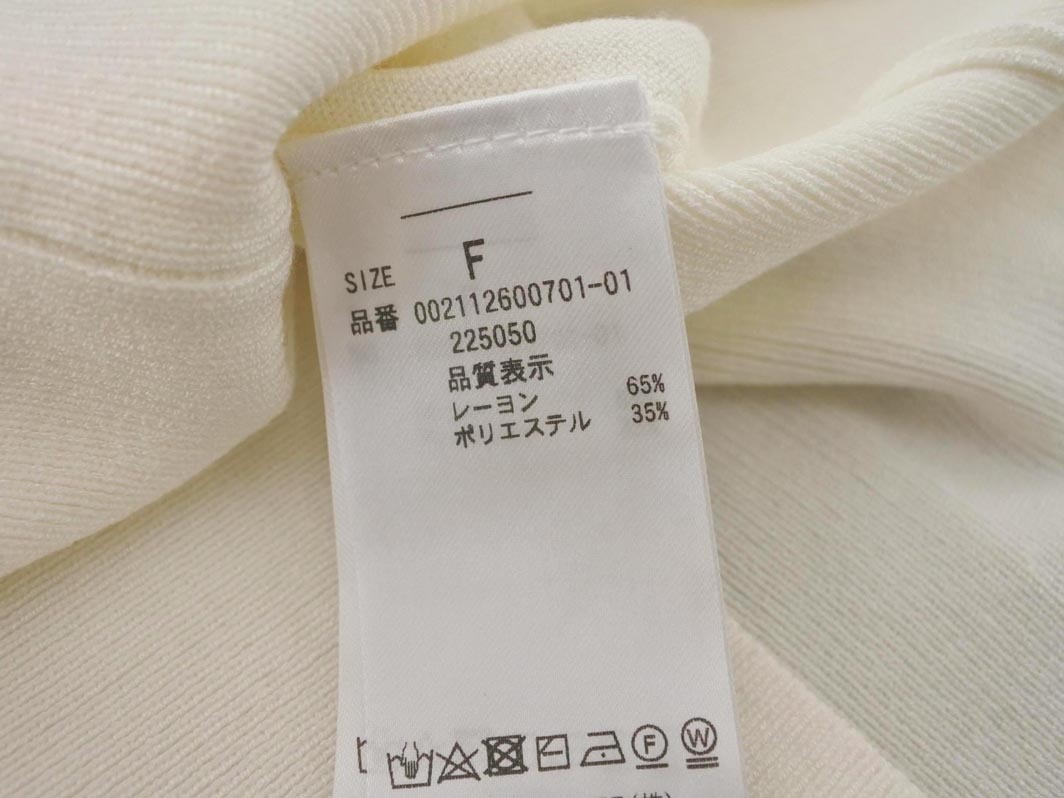 SIZE F
品番 002112600701-01
225050
品質表示
レーヨン 65%
ポリエステル 35%
F W